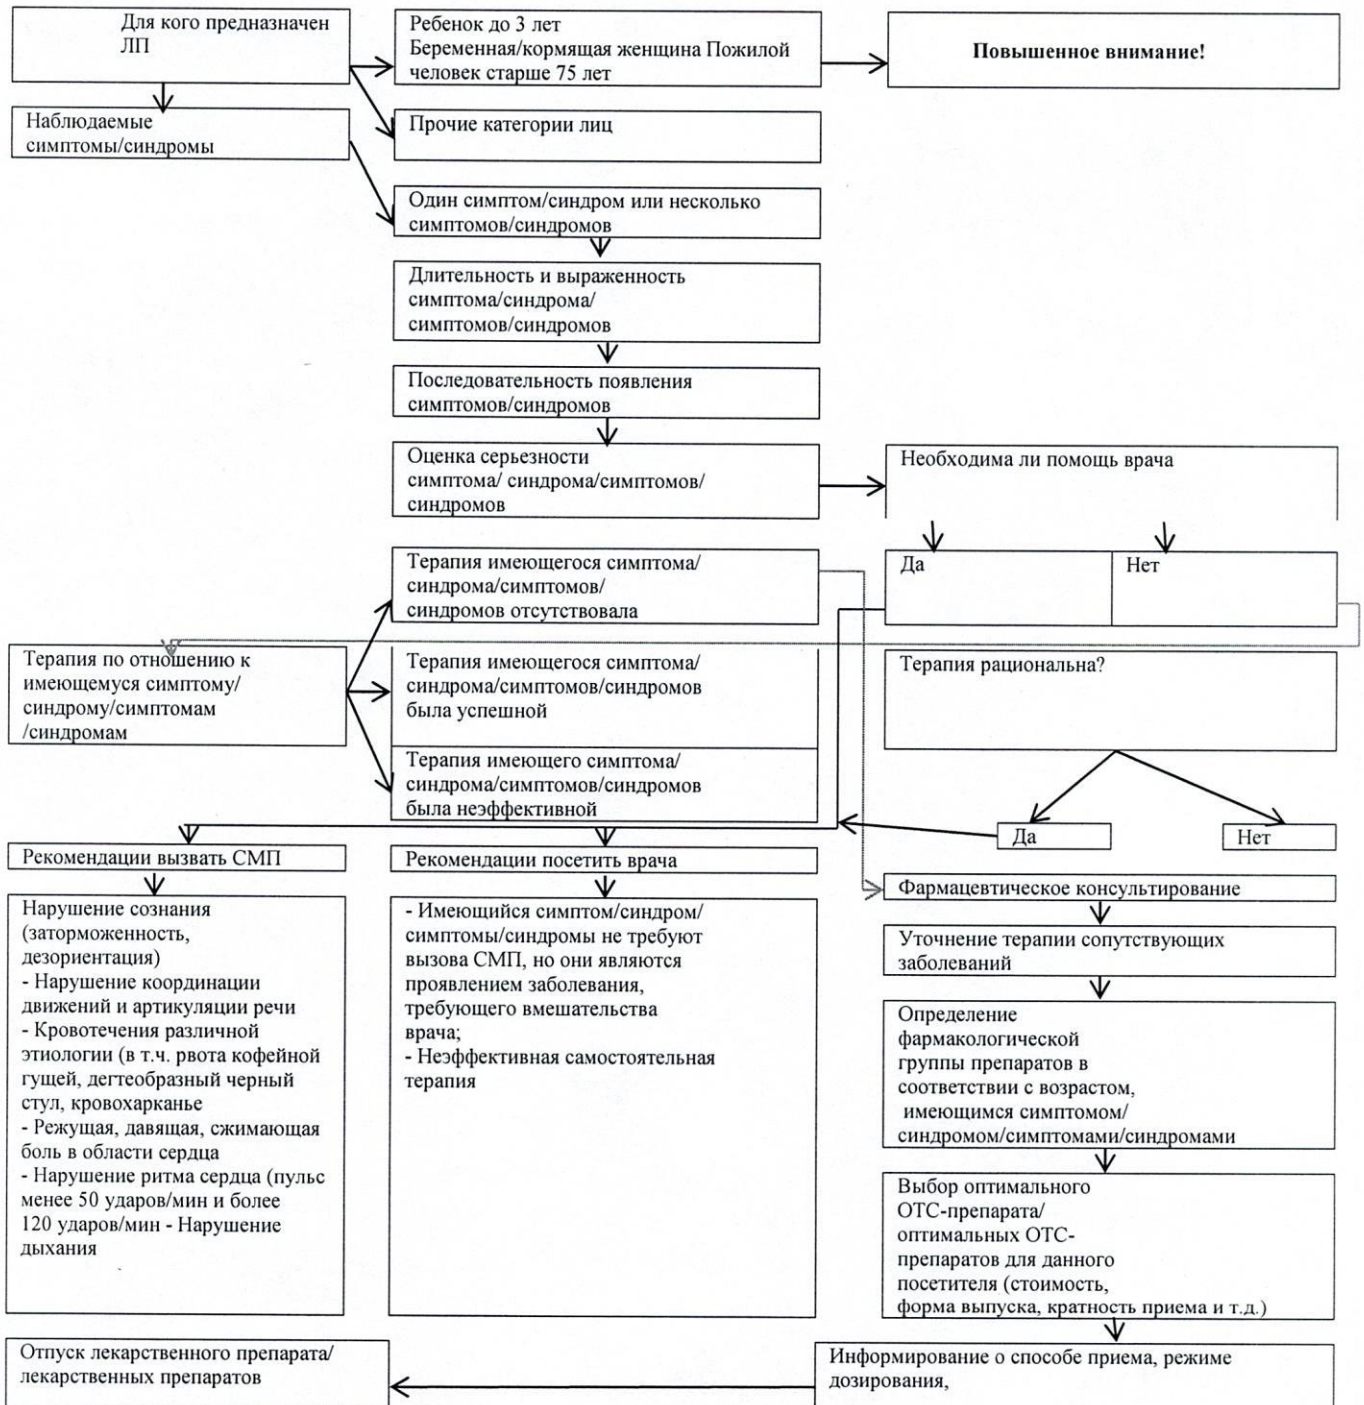 Для кого предназначен
ЛП
Ребенок до 3 лет
Беременная/кормящая женщина Пожилой
человек старше 75 лет
Повышенное внимание!
Наблюдаемые
симптомы/синдромы
Прочие категории лиц
Один симптом/синдром или несколько
симптомов/синдромов
Длительность и выраженность
симптома/синдрома/
симптомов/синдромов
Последовательность появления
симптомов/синдромов
Оценка серьезности
симптома/ синдрома/симптомов/
синдромов
Необходима ли помощь врача
Да
Нет
Терапия имеющегося симптома/
синдрома/симптомов/
синдромов отсутствовала
Терапия по отношению к
имеющемуся симптому/
синдрому/симптомам
/синдромам
Терапия имеющегося симптома/
синдрома/симптомов/синдромов
была успешной
Терапия имеющего симптома/
синдрома/симптомов/синдромов
была неэффективной
Терапия рациональна?
Да
Нет
Рекомендации вызвать СМП
Рекомендации посетить врача
Фармацевтическое консультирование
Нарушение сознания
(заторможенность,
дезориентация)
- Нарушение координации
движений и артикуляции речи
- Кровотечения различной
этиологии (в т.ч. рвота кофейной
гущей, дегтеобразный черный
стул, кровохарканье
- Режущая, давящая, сжимающая
боль в области сердца
- Нарушение ритма сердца (пульс
менее 50 ударов/мин и более
120 ударов/мин - Нарушение
дыхания
- Имеющийся симптом/синдром/
симптомы/синдромы не требуют
вызова СМП, но они являются
проявлением заболевания,
требующего вмешательства
врача;
- Неэффективная самостоятельная
терапия
Уточнение терапии сопутствующих
заболеваний
Определение
фармакологической
группы препаратов в
соответствии с возрастом,
имеющимся симптомом/
синдромом/симптомами/синдромами
Выбор оптимального
ОТС-препарата/
оптимальных ОТС-
препаратов для данного
посетителя (стоимость,
форма выпуска, кратность приема и т.д.)
Информирование о способе приема, режиме
дозирования,
Отпуск лекарственного препарата/
лекарственных препаратов